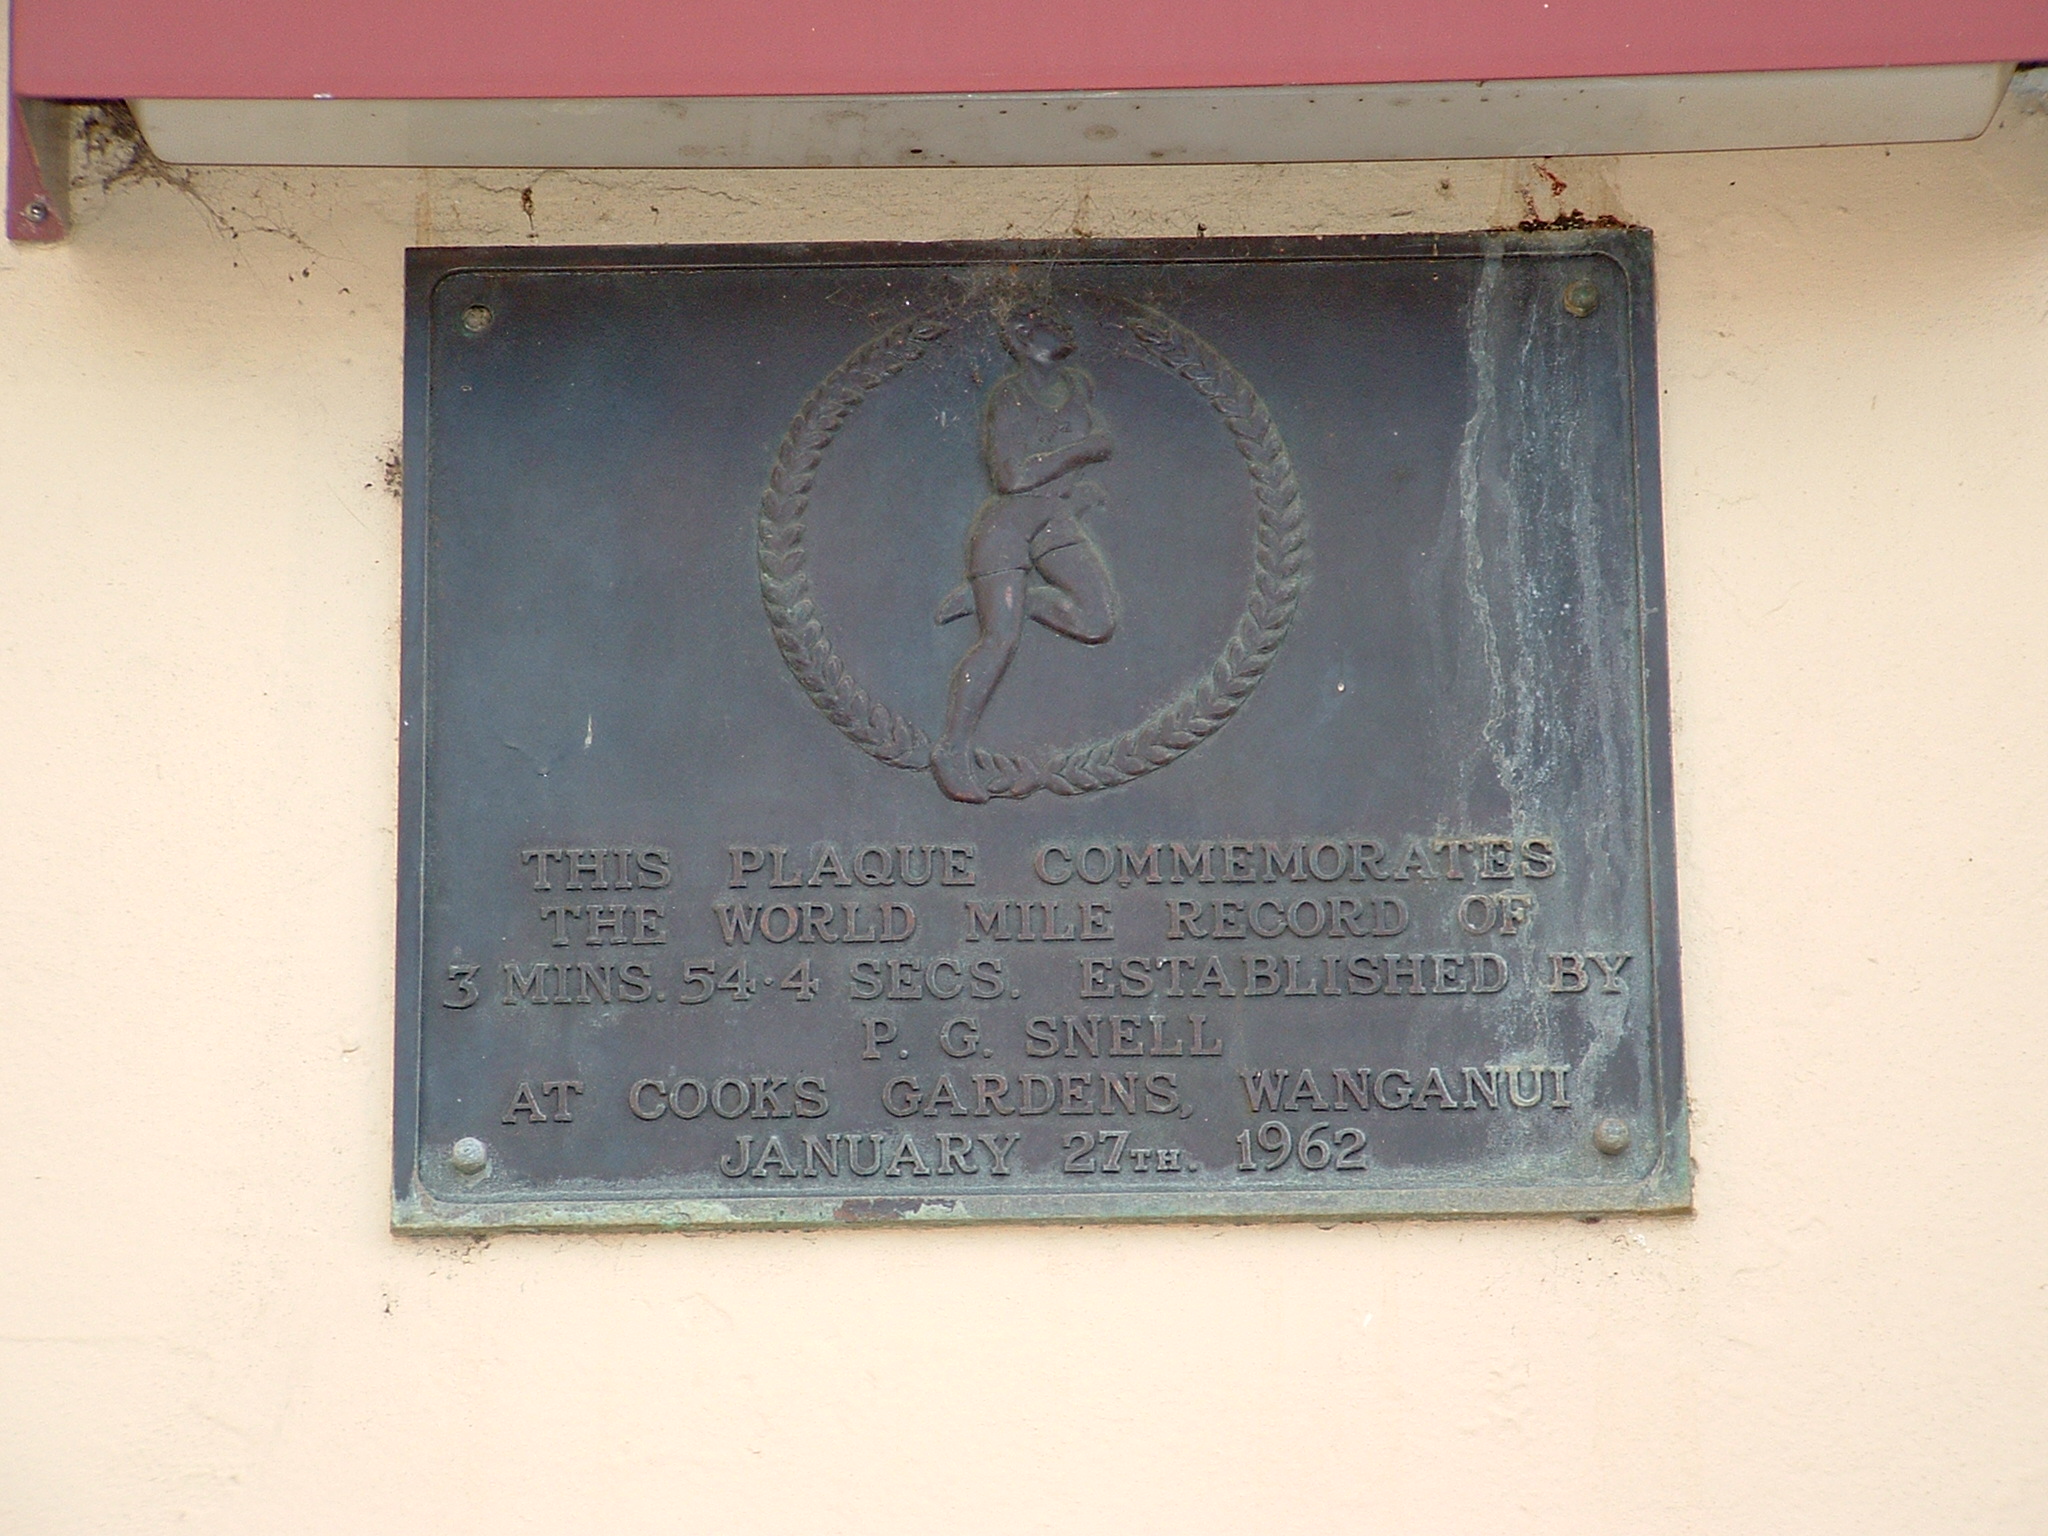 THIS PLAQUE COMMEMORATES
THE WORLD MILE RECORD OF
3 MINS. 54·4 SECS. ESTABLISHED BY
P. G. SNELL
AT COOKS GARDENS, WANGANUI
JANUARY 27TH. 1962